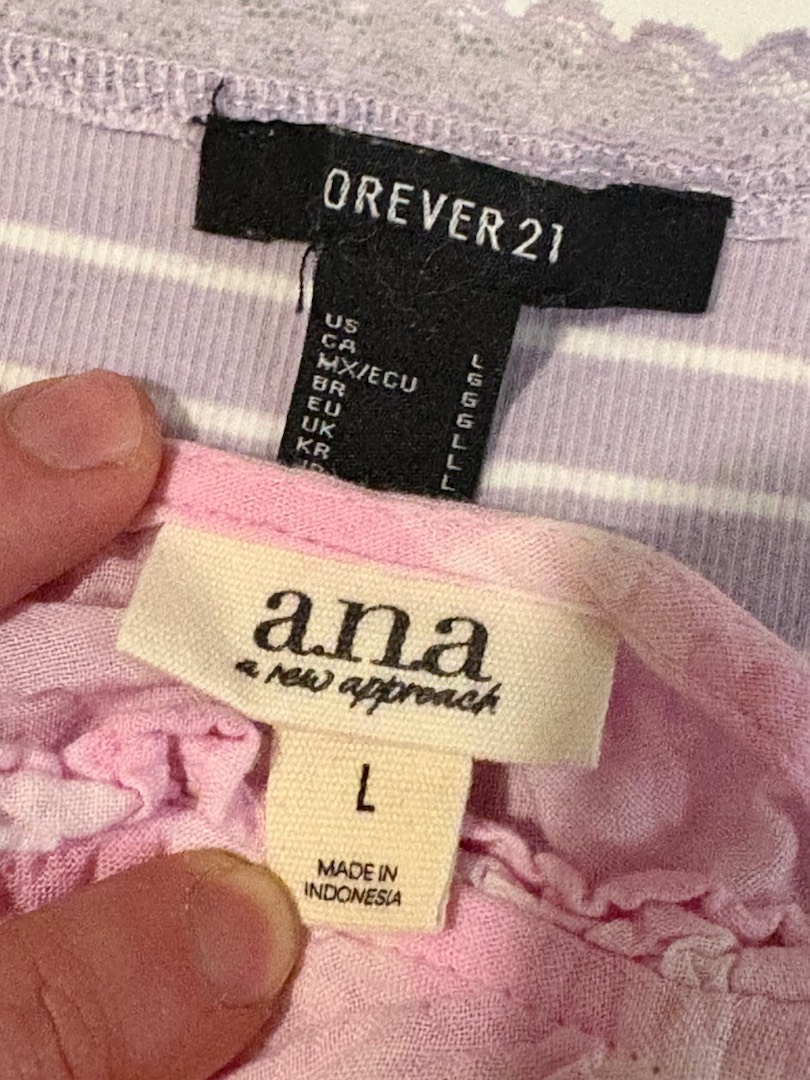 OREVER 21
US L
CA G
MX/ECU G
BR G
EU L
UK L
KR L
a.n.a
a new approach
L
MADE IN
INDONESIA